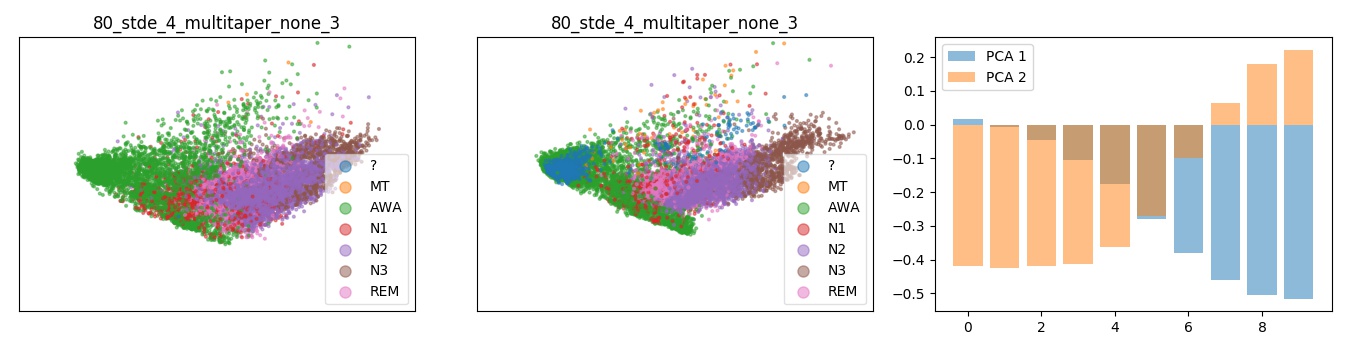 80_stde_4_multitaper_none_3
?
MT
AWA
N1
N2
N3
REM
80_stde_4_multitaper_none_3
?
MT
AWA
N1
N2
N3
REM
PCA 1
PCA 2
0.2
0.1
0.0
−0.1
−0.2
−0.3
−0.4
−0.5
0 2 4 6 8